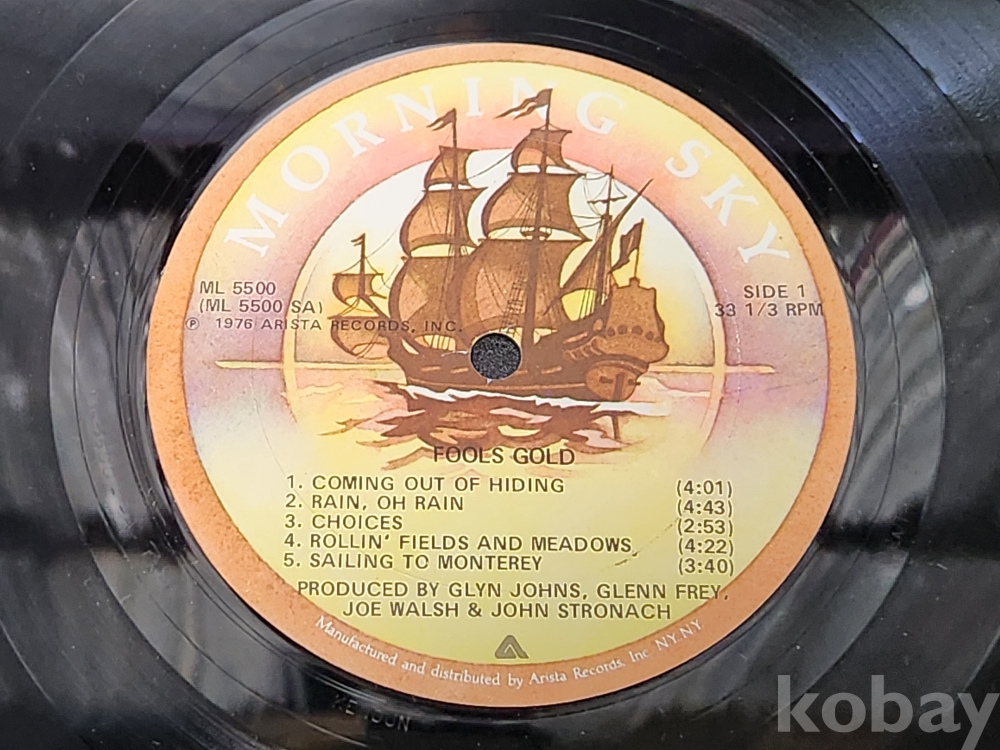 MORNING SKY
ML 5500
(ML 5500 SA)
℗ 1976 ARISTA RECORDS, INC.
SIDE 1
33 1/3 RPM
FOOLS GOLD
1. COMING OUT OF HIDING (4:01)
2. RAIN, OH RAIN (4:43)
3. CHOICES (2:53)
4. ROLLIN' FIELDS AND MEADOWS (4:22)
5. SAILING TO MONTEREY (3:40)
PRODUCED BY GLYN JOHNS, GLENN FREY,
JOE WALSH & JOHN STRONACH
Manufactured and distributed by Arista Records, Inc. N.Y. N.Y.
kobay